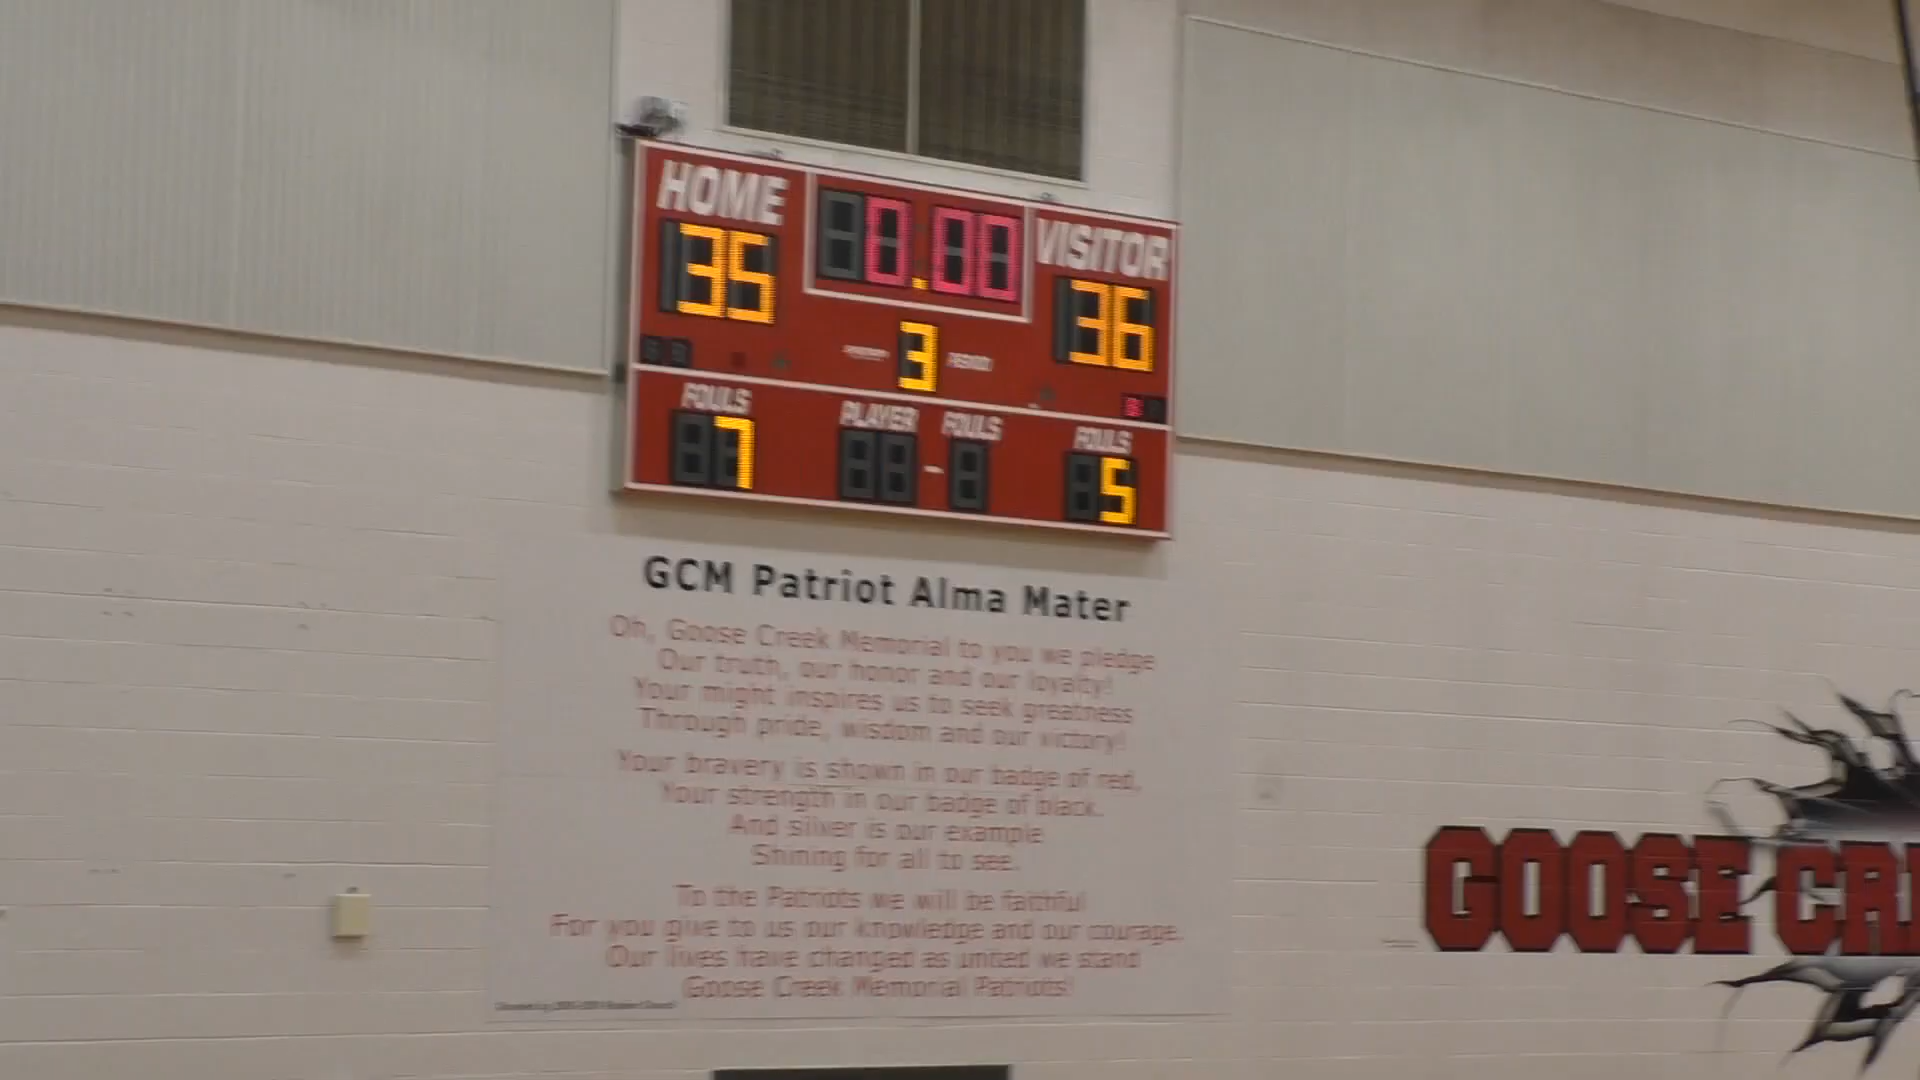 HOME 0.00 VISITOR
35 36
PERIOD 3 PERIOD
FOULS PLAYER FOULS FOULS
7 - 5
GCM Patriot Alma Mater
Oh, Goose Creek Memorial to you we pledge
Our truth, our honor and our loyalty!
Your might inspires us to seek greatness
Through pride, wisdom and our victory!
Your bravery is shown in our badge of red,
Your strength in our badge of black.
And silver is our example
Shining for all to see.
To the Patriots we will be faithful
For you give to us our knowledge and our courage.
Our lives have changed as united we stand
Goose Creek Memorial Patriots!
GOOSE CR